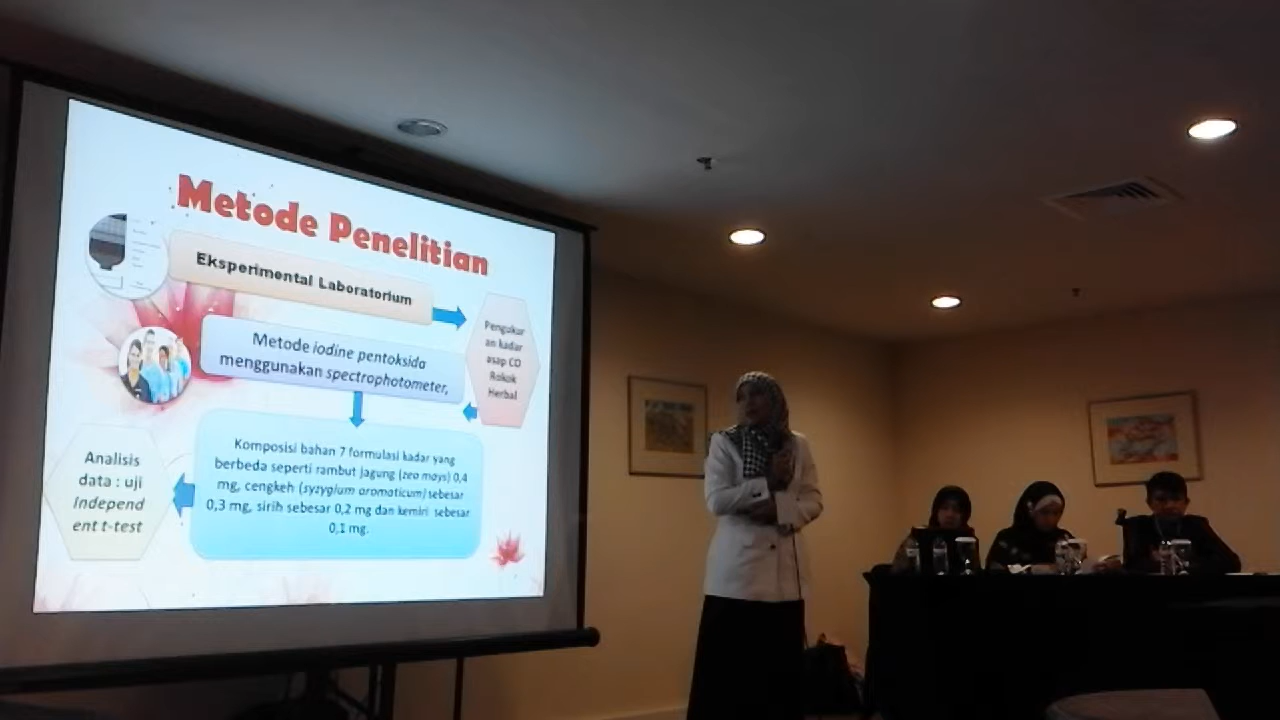 Metode Penelitian
Eksperimental Laboratorium
Pengukur
an kadar
asap CO
Rokok
Herbal
Metode iodine pentoksida
menggunakan spectrophotometer,
Komposisi bahan 7 formulasi kadar yang
berbeda seperti rambut jagung (zea mays) 0,4
mg, cengkeh (syzygium aromaticum) sebesar
0,3 mg, sirih sebesar 0,2 mg dan kemiri sebesar
0,1 mg.
Analisis
data : uji
Independ
ent t-test